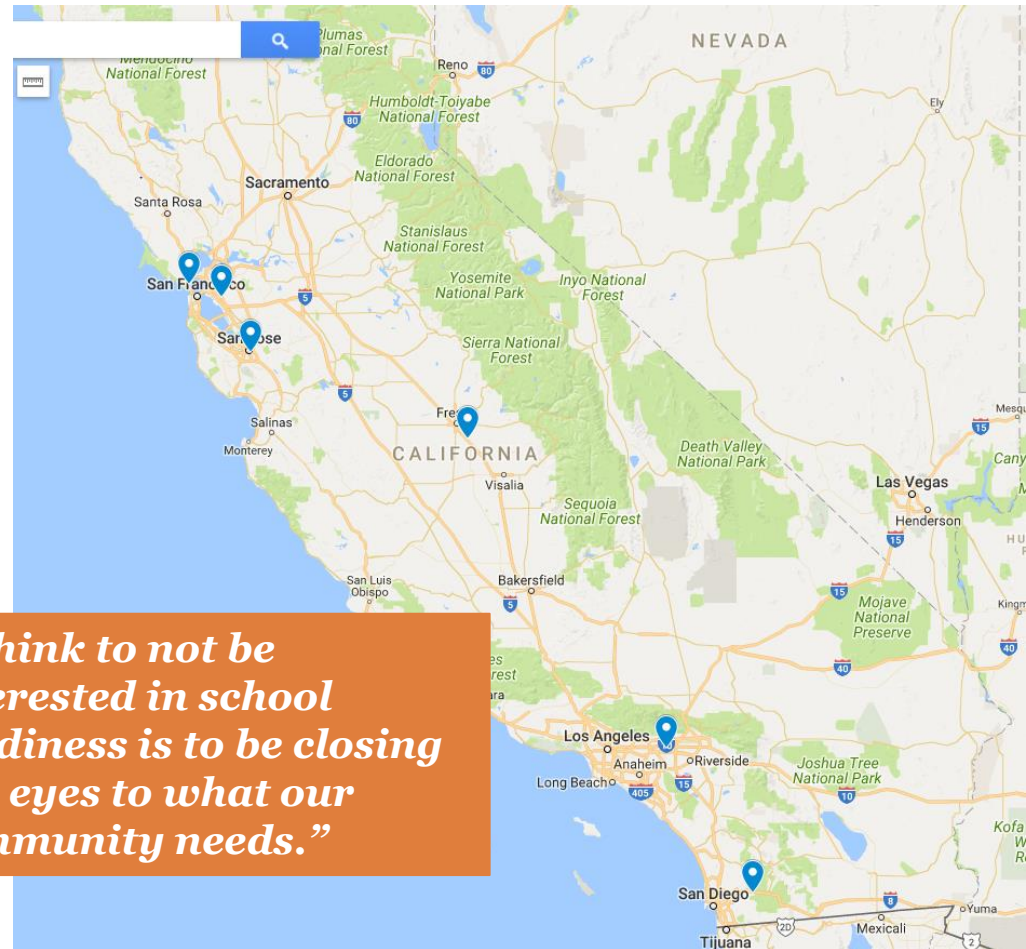 NEVADA
National Forest
Reno
80
Ely
National Forest
Humboldt-Toiyabe
National Forest
80
Eldorado
National Forest
Sacramento
Santa Rosa
Stanislaus
National Forest
Yosemite
National Park
Inyo National
Forest
San
5
Sierra National
Forest
5
Salinas
Monterey
CALIFORNIA
Visalia
Death Valley
National Park
15
Las Vegas
Henderson
15
Sequoia
National Forest
San Luis
Obispo
Bakersfield
5
15
Mojave
National
Preserve
40
40
hink to not be
erested in school
diness is to be closing
eyes to what our
mmunity needs.”
Los Angeles
10
Anaheim
Riverside
Long Beach
405
15
Joshua Tree
National Park
10
San Diego
8
Yuma
Tijuana
2D
Mexicali
2